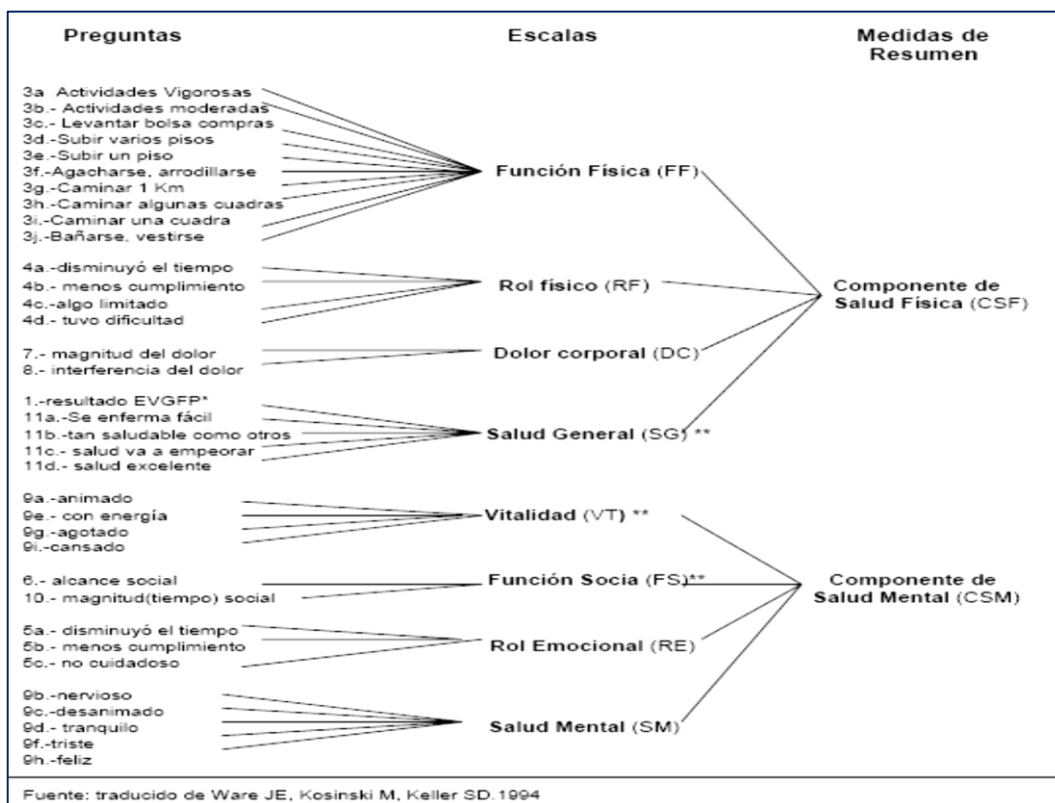 Preguntas
Escalas
Medidas de
Resumen
3a Actividades Vigorosas
3b.- Actividades moderadas
3c.- Levantar bolsa compras
3d.-Subir varios pisos
3e.-Subir un piso
3f.-Agacharse, arrodillarse
3g.-Caminar 1 Km
3h.-Caminar algunas cuadras
3i.-Caminar una cuadra
3j.-Bañarse, vestirse
Función Física (FF)
4a.-disminuyó el tiempo
4b.- menos cumplimiento
4c.-algo limitado
4d.- tuvo dificultad
Rol físico (RF)
Componente de
Salud Física (CSF)
7.- magnitud del dolor
8.- interferencia del dolor
Dolor corporal (DC)
1.-resultado EVGFP*
11a.-Se enferma fácil
11b.-tan saludable como otros
11c.- salud va a empeorar
11d.- salud excelente
Salud General (SG) **
9a.-animado
9e.- con energía
9g.-agotado
9i.-cansado
Vitalidad (VT) **
6.- alcance social
10.- magnitud(tiempo) social
Función Socia (FS)**
Componente de
Salud Mental (CSM)
5a.- disminuyó el tiempo
5b.- menos cumplimiento
5c.- no cuidadoso
Rol Emocional (RE)
9b.-nervioso
9c.-desanimado
9d.- tranquilo
9f.-triste
9h.-feliz
Salud Mental (SM)
Fuente: traducido de Ware JE, Kosinski M, Keller SD.1994